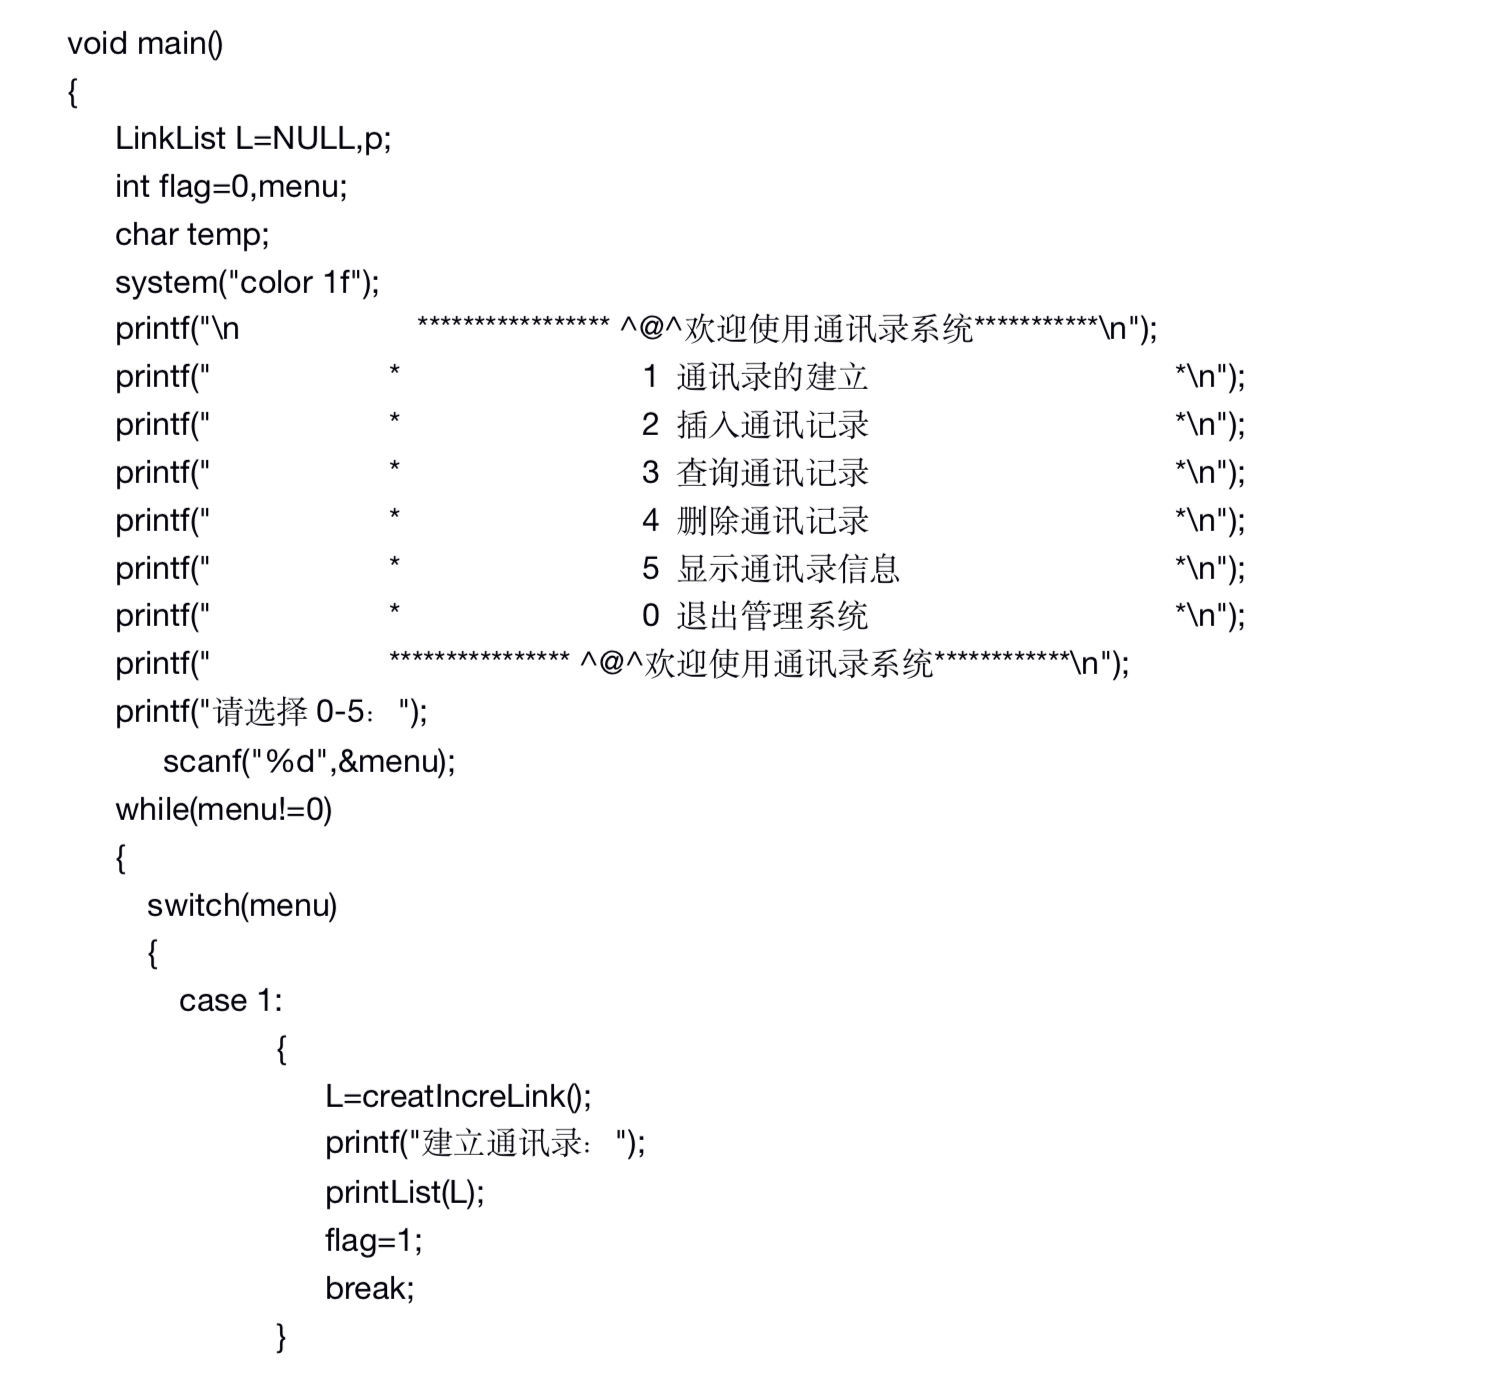 void main()
{
LinkList L=NULL,p;
int flag=0,menu;
char temp;
system("color 1f");
printf("\n ***************** ^@^欢迎使用通讯录系统***********\n");
printf(" * 1 通讯录的建立 *\n");
printf(" * 2 插入通讯记录 *\n");
printf(" * 3 查询通讯记录 *\n");
printf(" * 4 删除通讯记录 *\n");
printf(" * 5 显示通讯录信息 *\n");
printf(" * 0 退出管理系统 *\n");
printf(" **************** ^@^欢迎使用通讯录系统************\n");
printf("请选择 0-5： ");
scanf("%d",&menu);
while(menu!=0)
{
switch(menu)
{
case 1:
{
L=creatIncreLink();
printf("建立通讯录： ");
printList(L);
flag=1;
break;
}